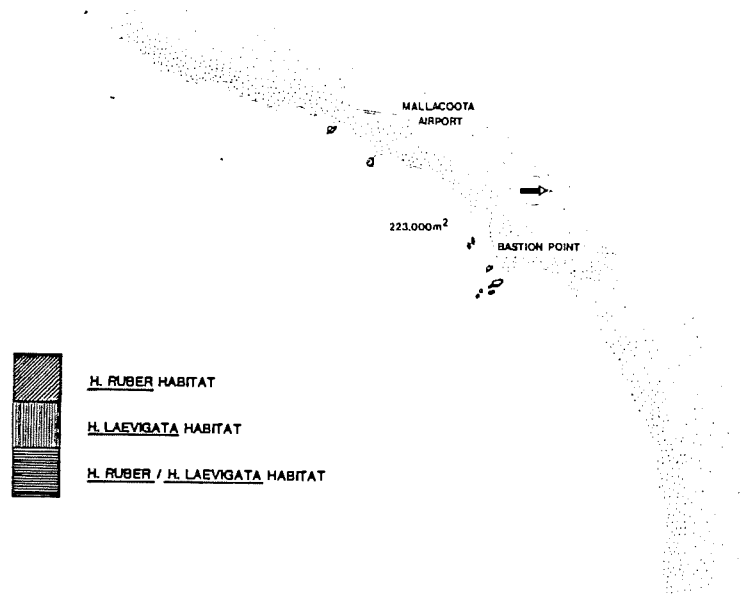 MALLACOOTA
AIRPORT
223,000m²
BASTION POINT
H. RUBER HABITAT
H. LAEVIGATA HABITAT
H. RUBER / H. LAEVIGATA HABITAT